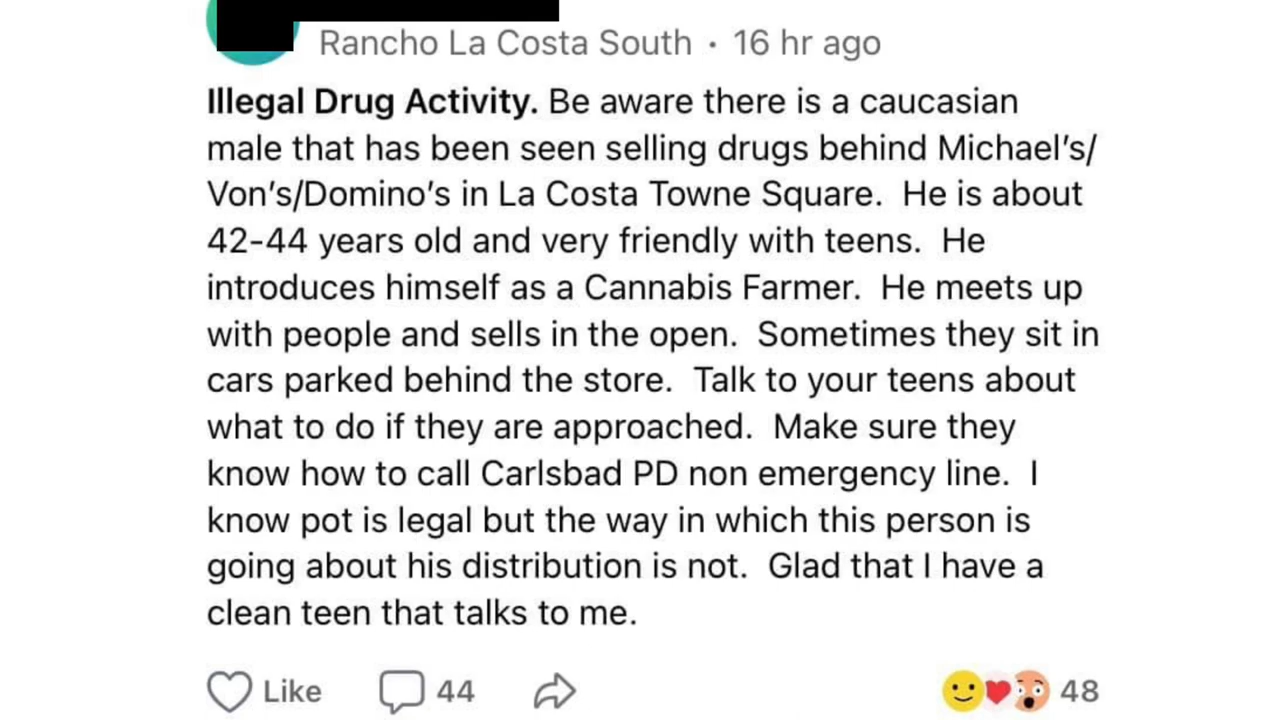 Rancho La Costa South • 16 hr ago
Illegal Drug Activity. Be aware there is a caucasian
male that has been seen selling drugs behind Michael's/
Von's/Domino's in La Costa Towne Square.  He is about
42-44 years old and very friendly with teens.  He
introduces himself as a Cannabis Farmer.  He meets up
with people and sells in the open.  Sometimes they sit in
cars parked behind the store.  Talk to your teens about
what to do if they are approached.  Make sure they
know how to call Carlsbad PD non emergency line.  I
know pot is legal but the way in which this person is
going about his distribution is not.  Glad that I have a
clean teen that talks to me.
Like 44 48